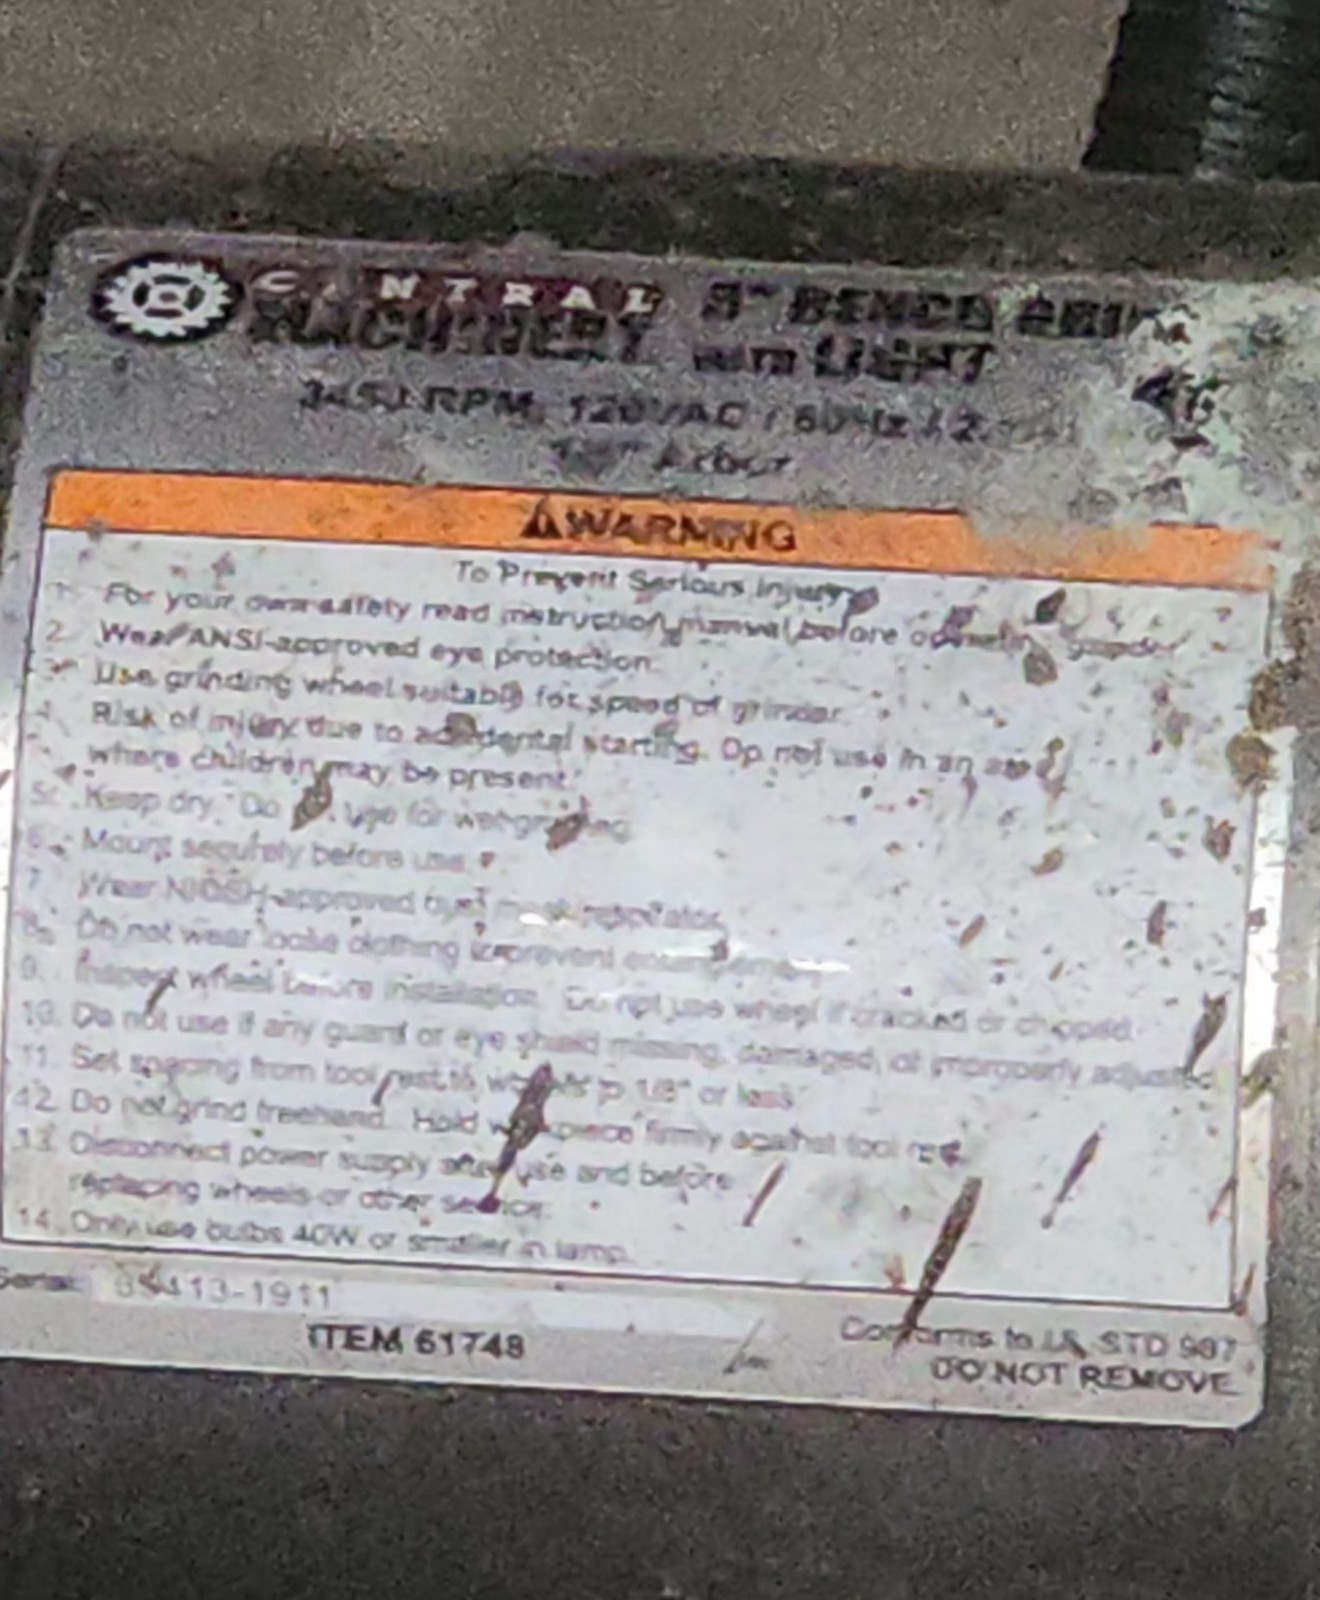 CENTRAL 8" BENCH
MACHINERY WITH LIGHT
RPM, 120VAC / 60Hz / 2.
⚠WARNING
To Prevent Serious Injury
1. For your own safety read instruction manual before operating grinder
2. Wear ANSI-approved eye protection.
3. Use grinding wheel suitable for speed of grinder.
4. Risk of injury due to accidental starting. Do not use in an area
where children may be present.
5. Keep dry. Do use for wet grinding
6. Mount securely before use.
7. Wear NIOSH-approved dust mask/respirator.
8. Do not wear loose clothing to prevent entanglement.
9. Inspect wheel before installation. Do not use wheel if cracked or chipped.
10. Do not use if any guard or eye shield missing, damaged, or improperly adjusted.
11. Set spacing from tool rest to wheels to 1/8" or less.
12. Do not grind freehand. Hold workpiece firmly against tool rest.
13. Disconnect power supply after use and before
replacing wheels or other service.
14. Only use bulbs 40W or smaller in lamp.
Serial: 13-1911
ITEM 61748
Conforms to UL STD 987
DO NOT REMOVE